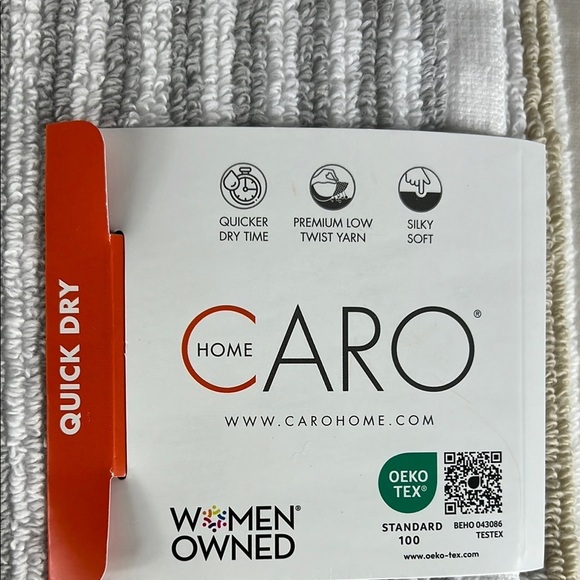 QUICK DRY
QUICKER
DRY TIME
PREMIUM LOW
TWIST YARN
SILKY
SOFT
CARO®
HOME
WWW.CAROHOME.COM
WOMEN®
OWNED
OEKO
TEX®
STANDARD
100
BEHO 043086
TESTEX
www.oeko-tex.com